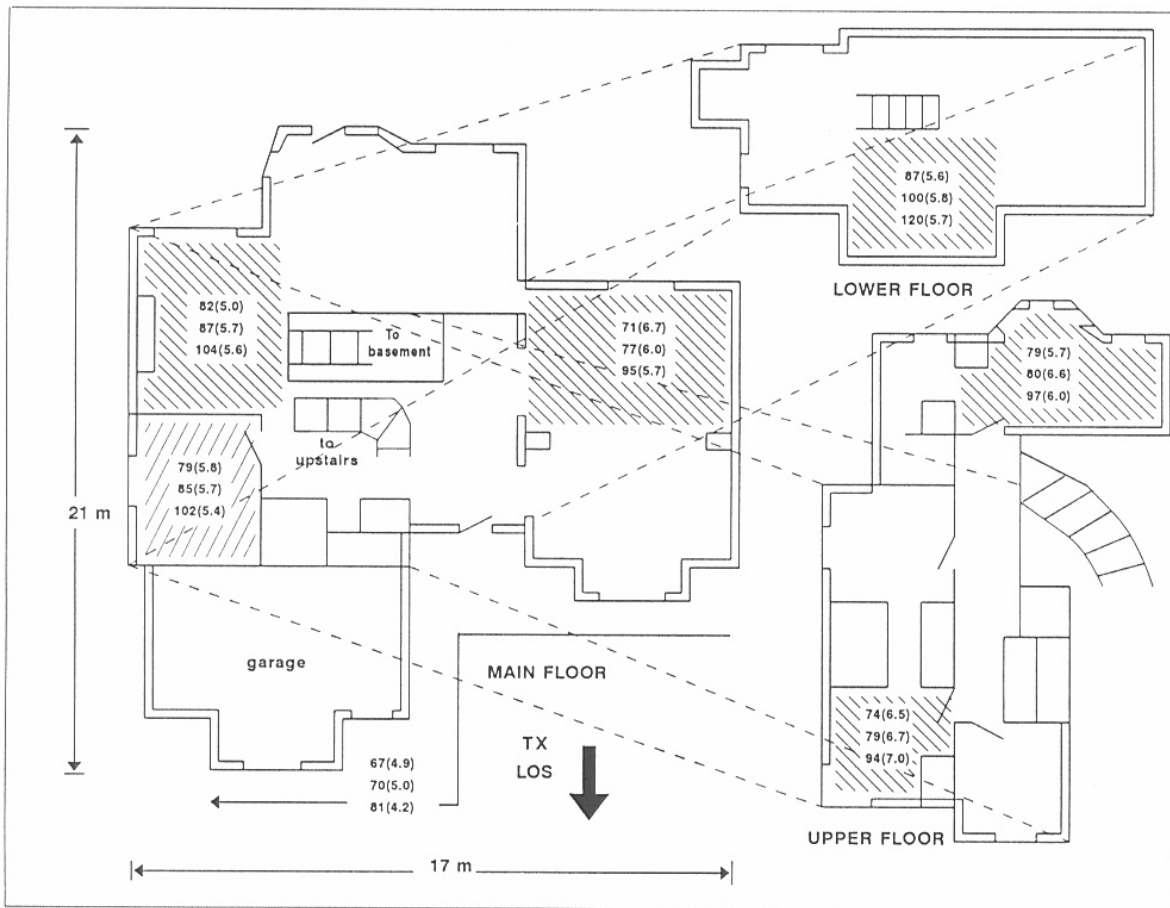 87(5.6)
100(5.8)
120(5.7)
LOWER FLOOR
82(5.0)
87(5.7)
104(5.6)
To
basement
71(6.7)
77(6.0)
95(5.7)
79(5.7)
80(6.6)
97(6.0)
to
upstairs
79(5.8)
85(5.7)
102(5.4)
21 m
garage
MAIN FLOOR
74(6.5)
79(6.7)
94(7.0)
67(4.9)
70(5.0)
81(4.2)
TX
LOS
UPPER FLOOR
17 m